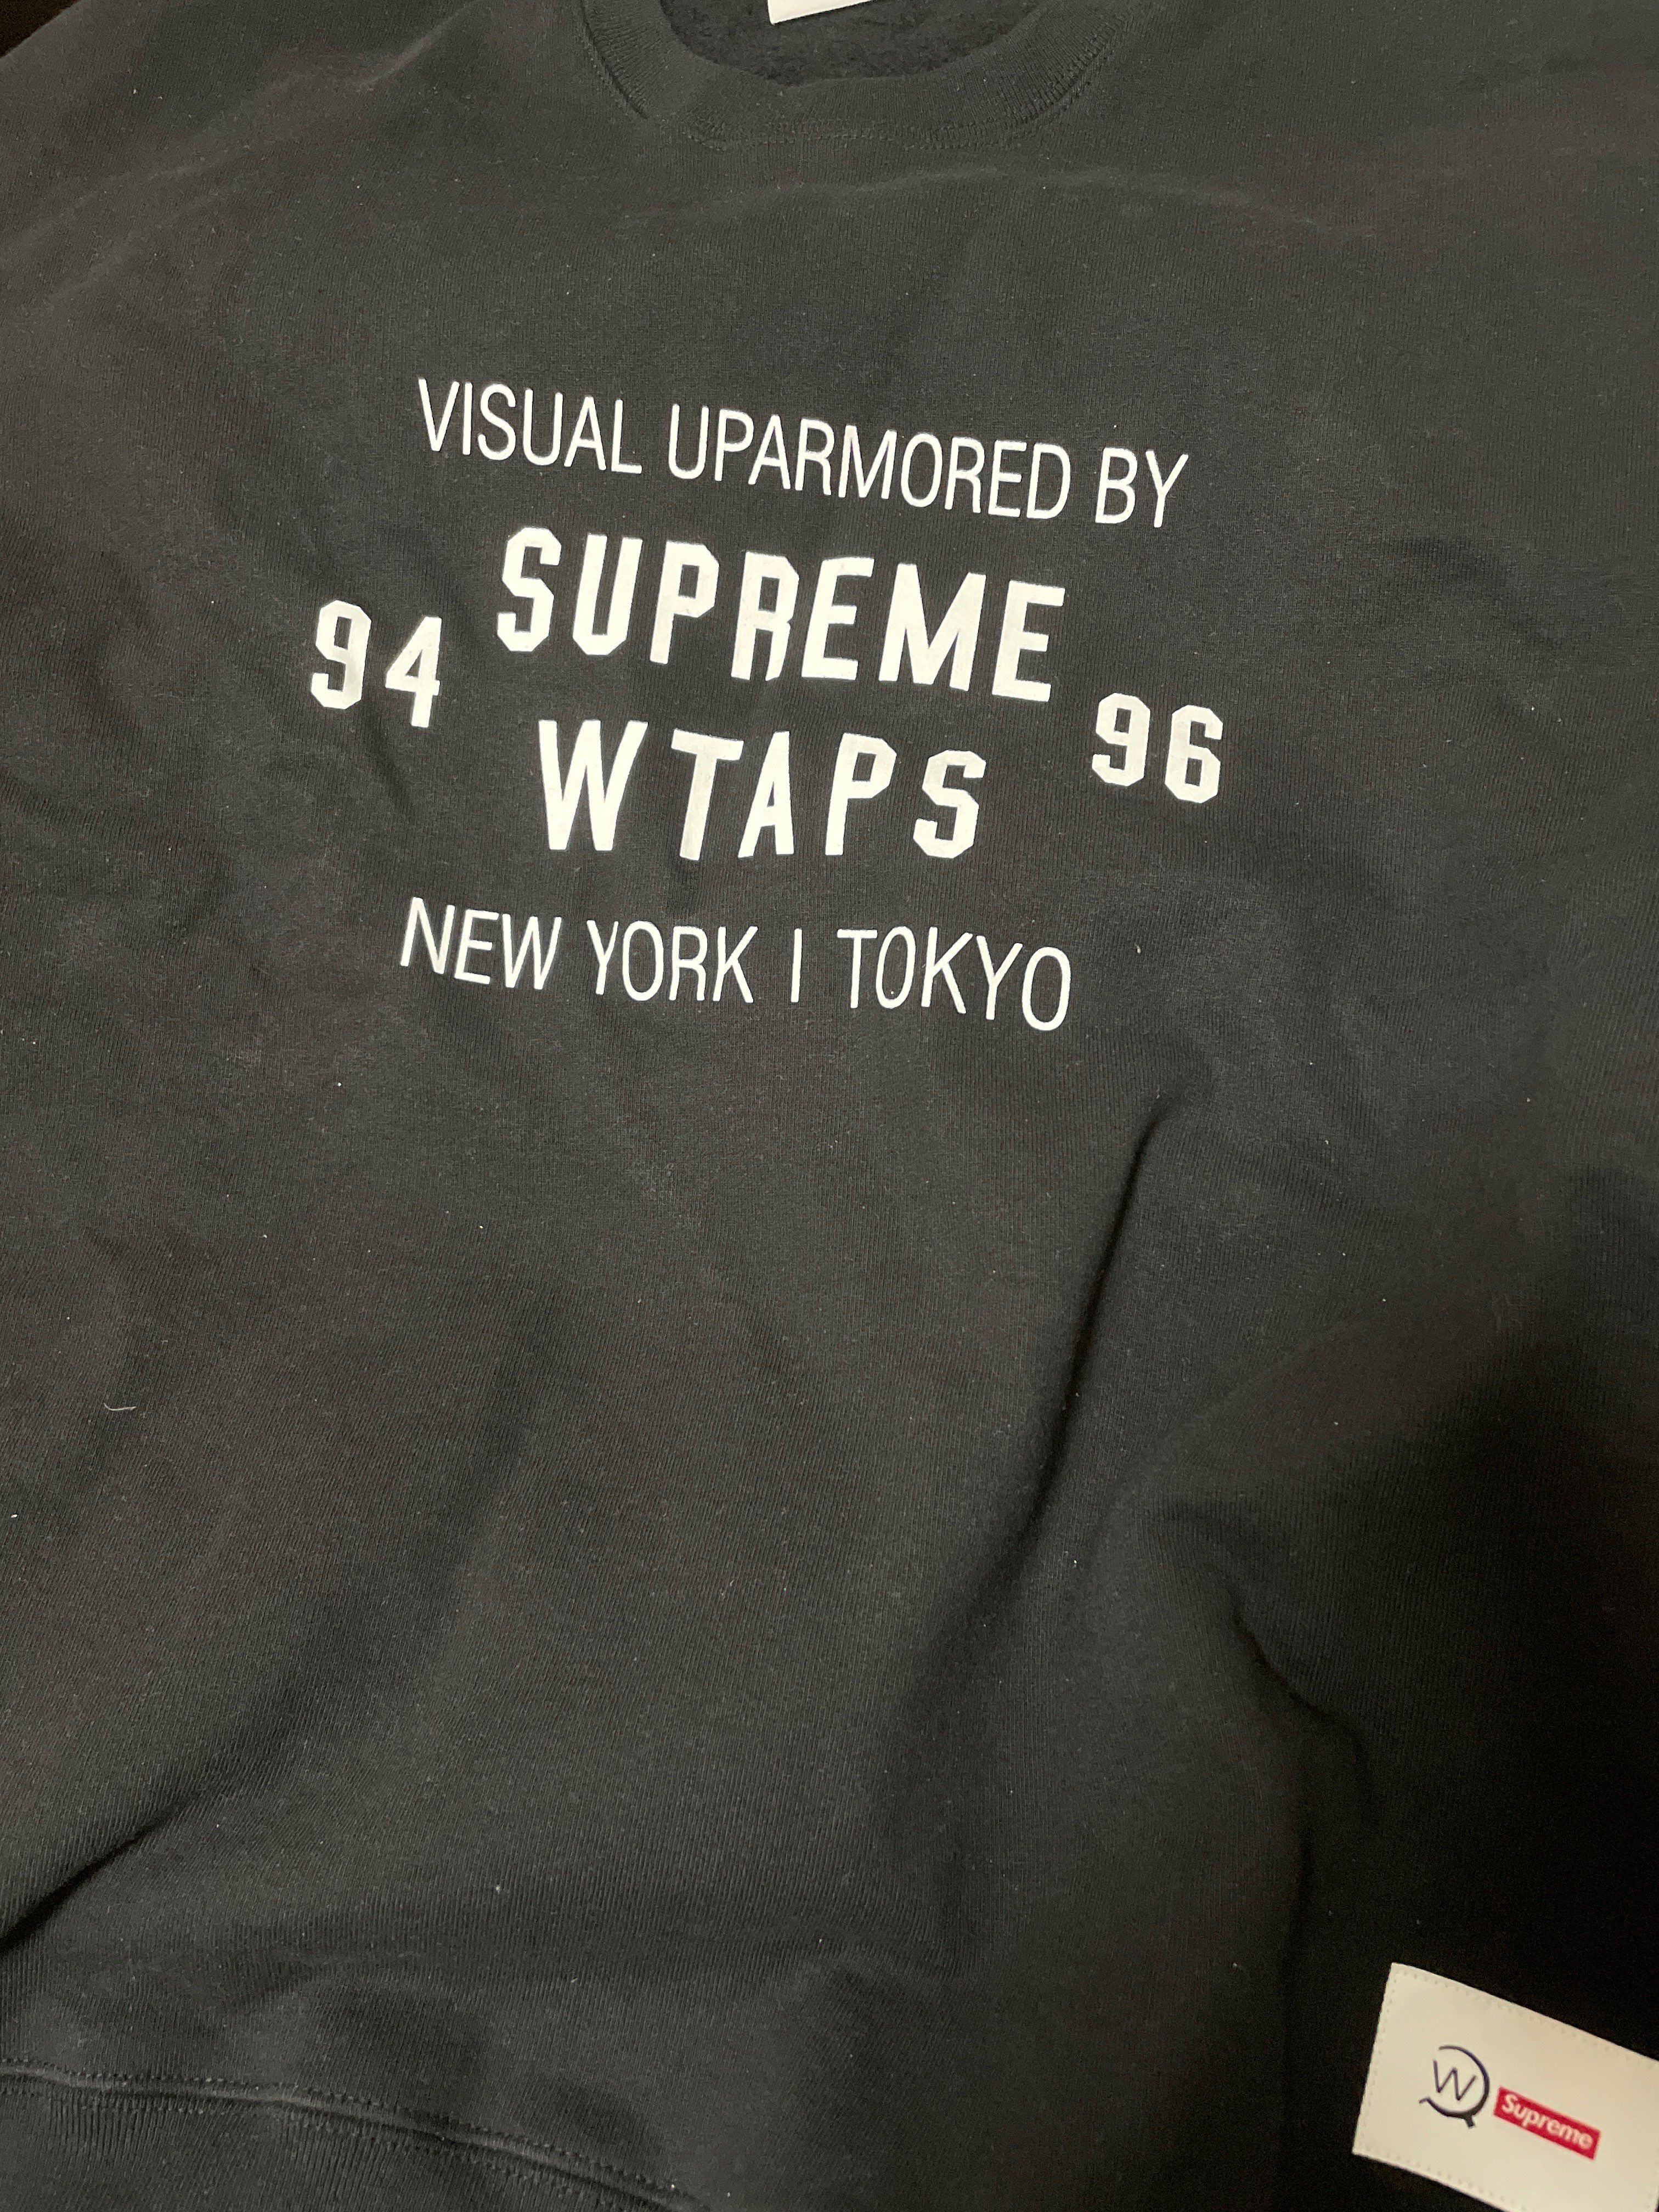 VISUAL UPARMORED BY
94 SUPREME 96
WTAPS
NEW YORK | TOKYO
W Supreme